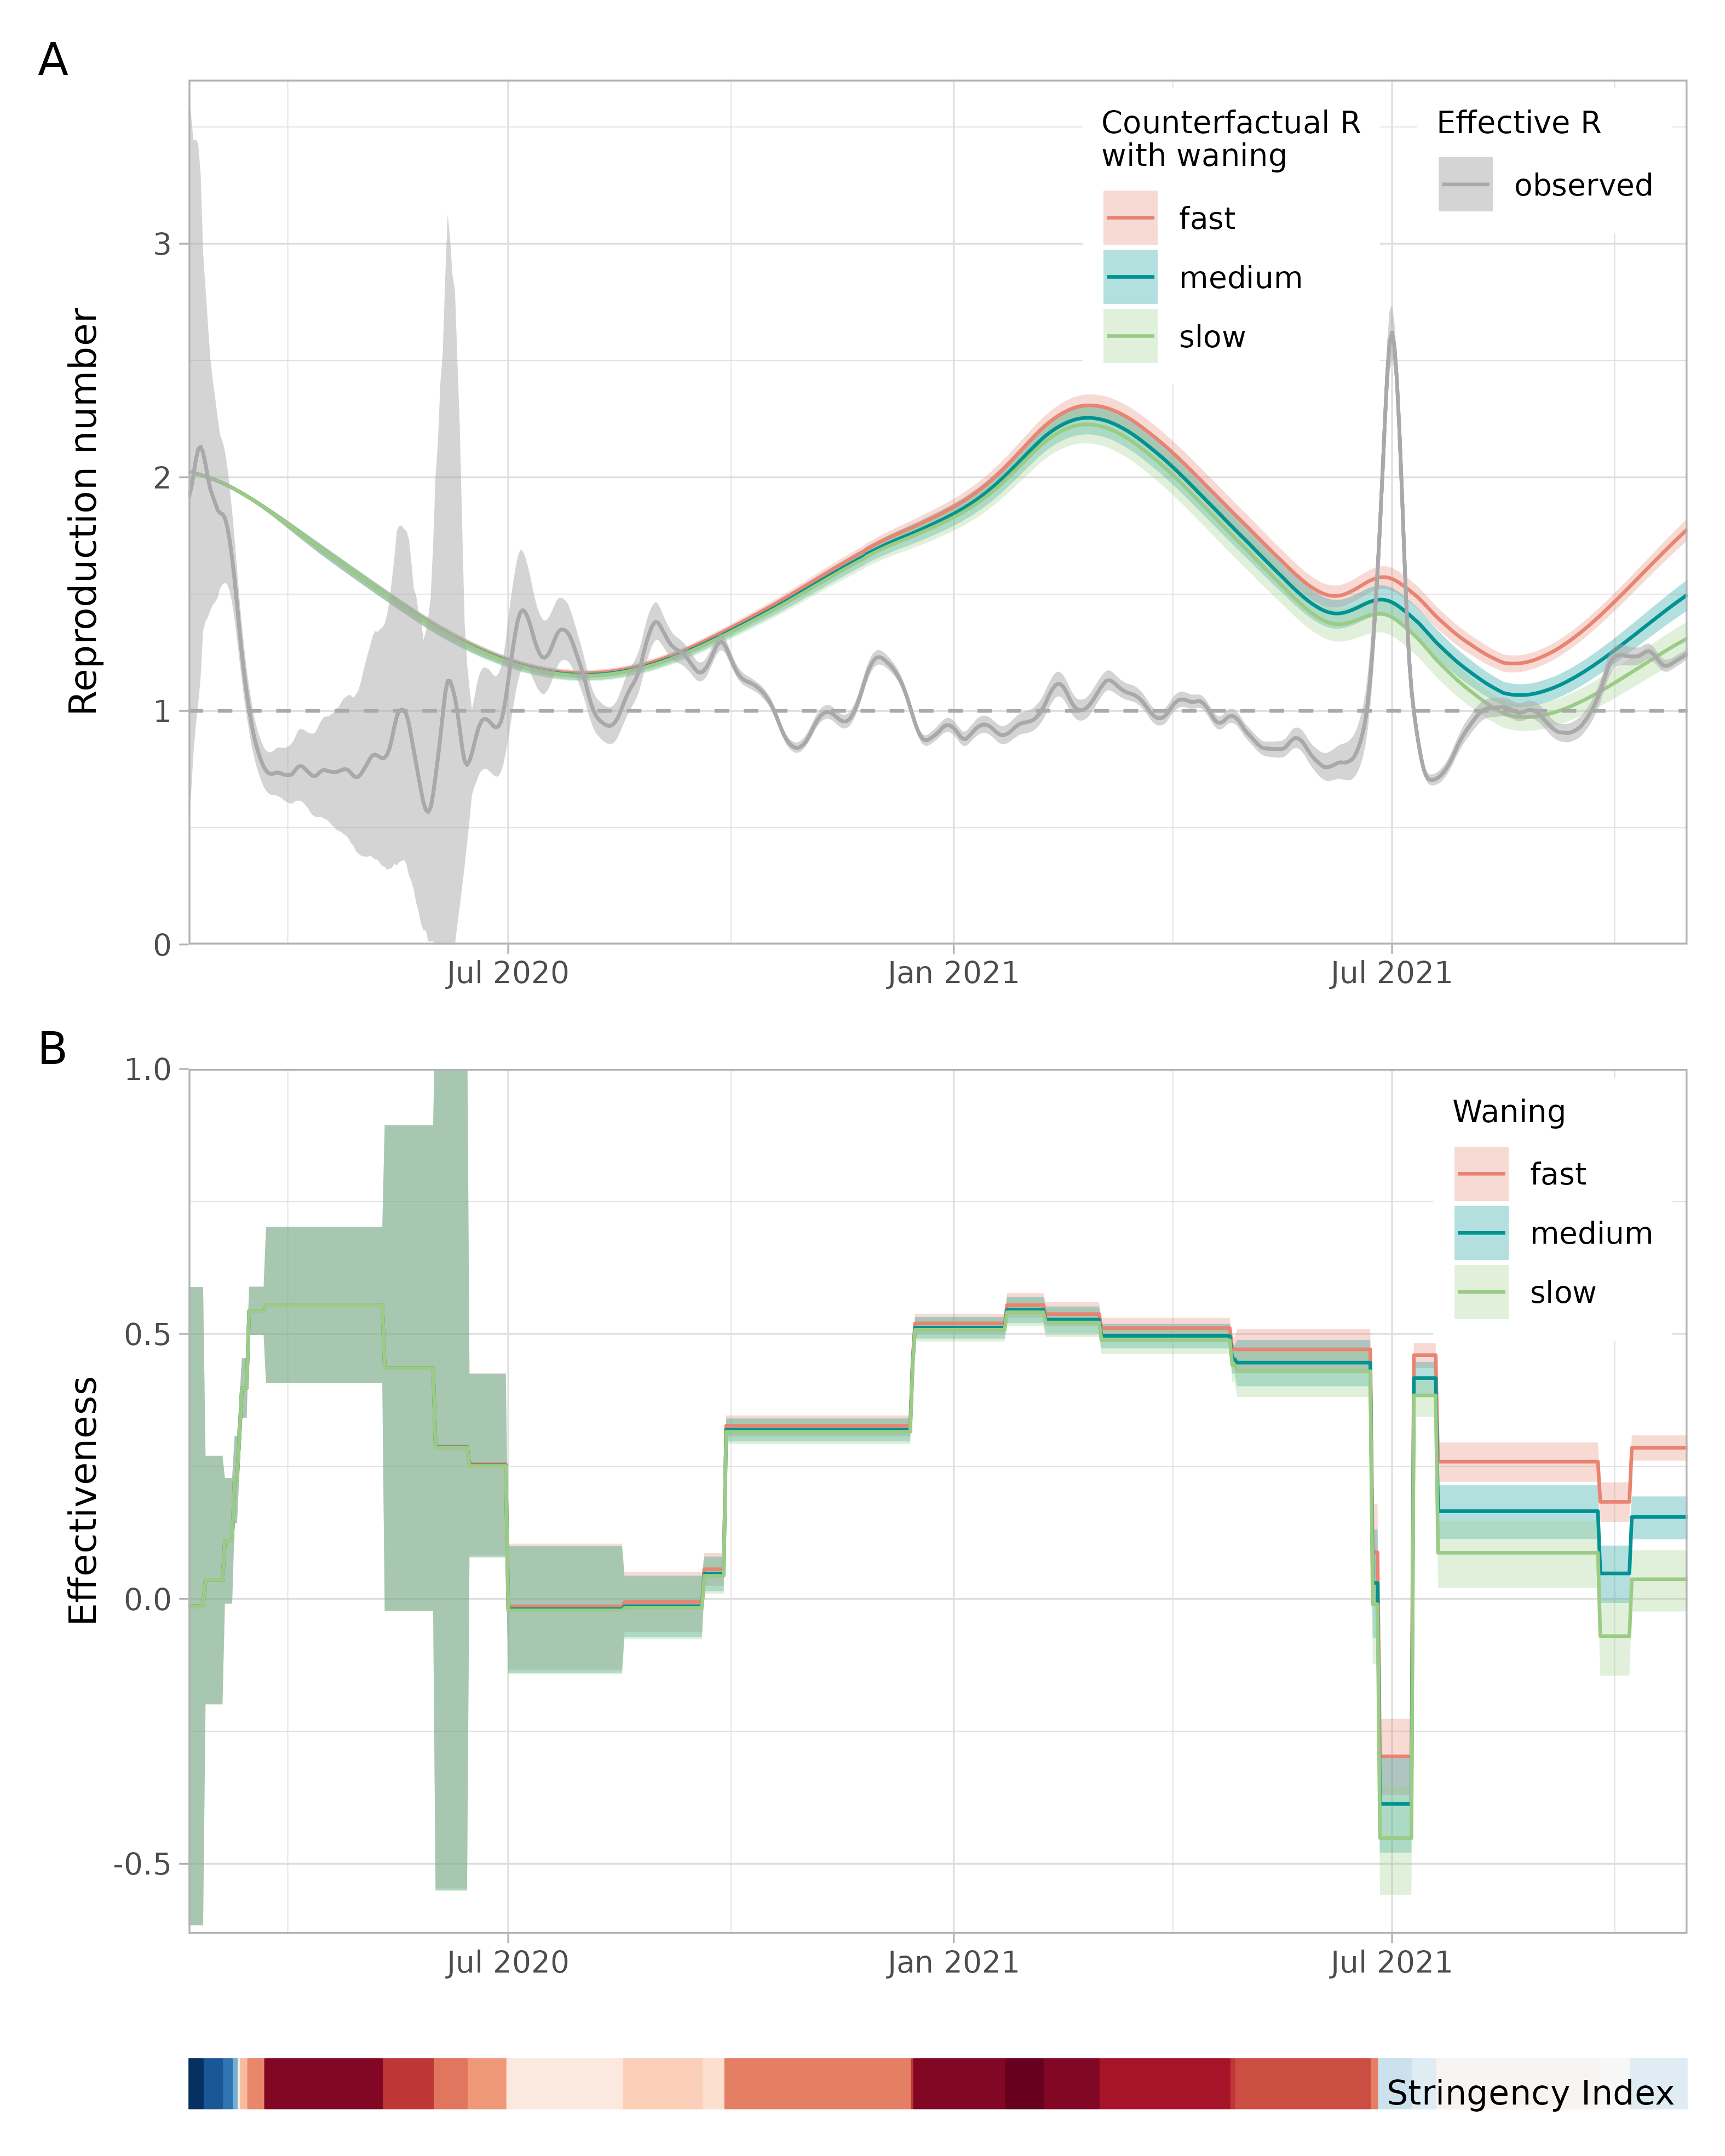 A
Reproduction number
3
2
1
0
Counterfactual R
with waning
fast
medium
slow
Effective R
observed
Jul 2020
Jan 2021
Jul 2021
B
Effectiveness
1.0
0.5
0.0
-0.5
Waning
fast
medium
slow
Jul 2020
Jan 2021
Jul 2021
Stringency Index